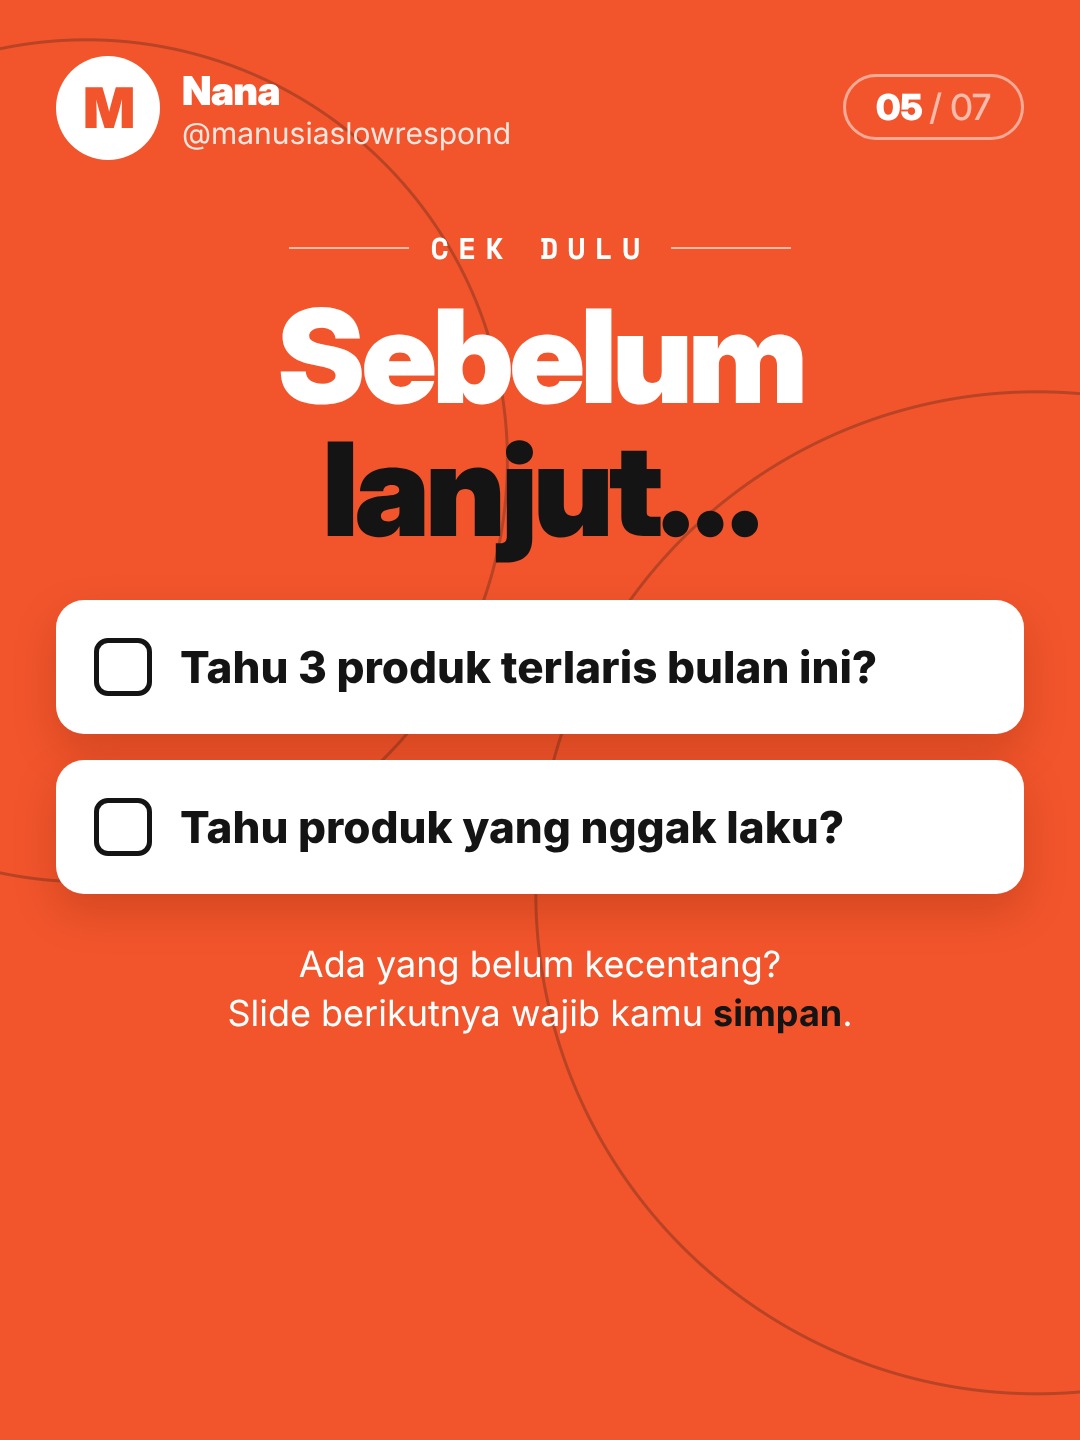 M
Nana
@manusiaslowrespond
05 / 07
CEK DULU
Sebelum
lanjut...
Tahu 3 produk terlaris bulan ini?
Tahu produk yang nggak laku?
Ada yang belum kecentang?
Slide berikutnya wajib kamu simpan.